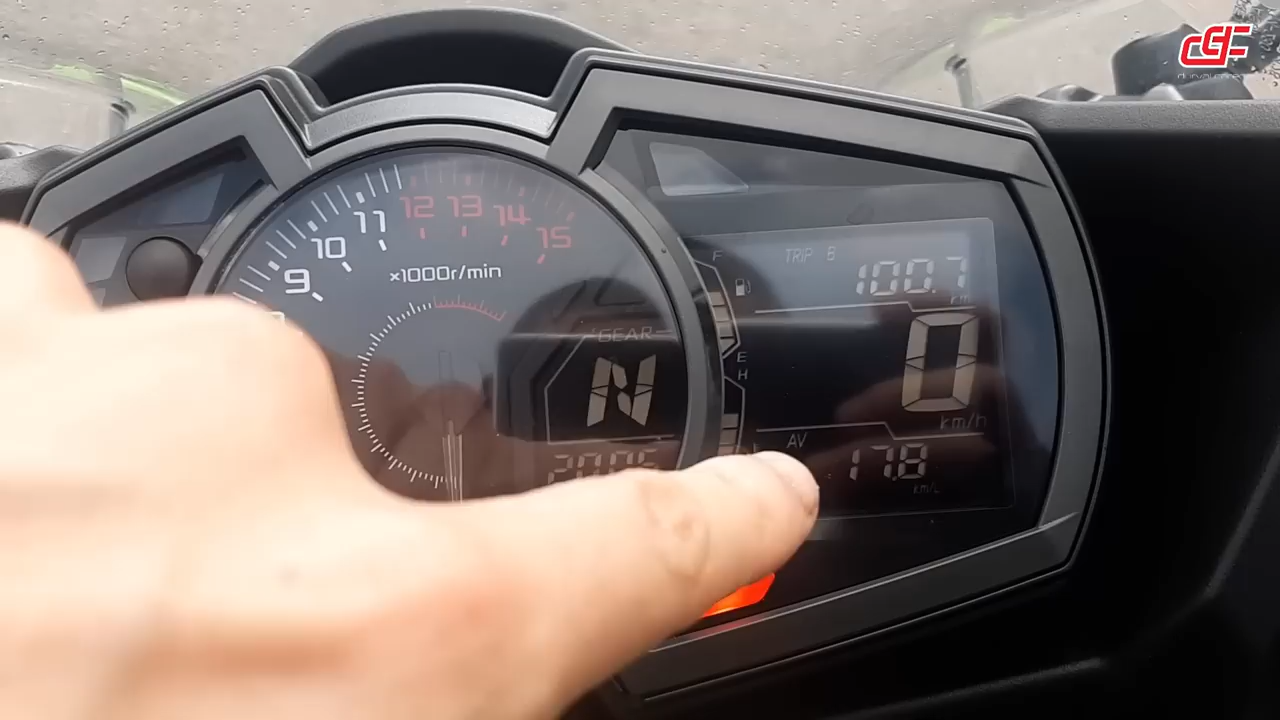 CGF
9 10 11 12 13 14 15
×1000r/min
GEAR
N
F
E
H
TRIP B
100.7
km
0
km/h
AV
17.8
km/L